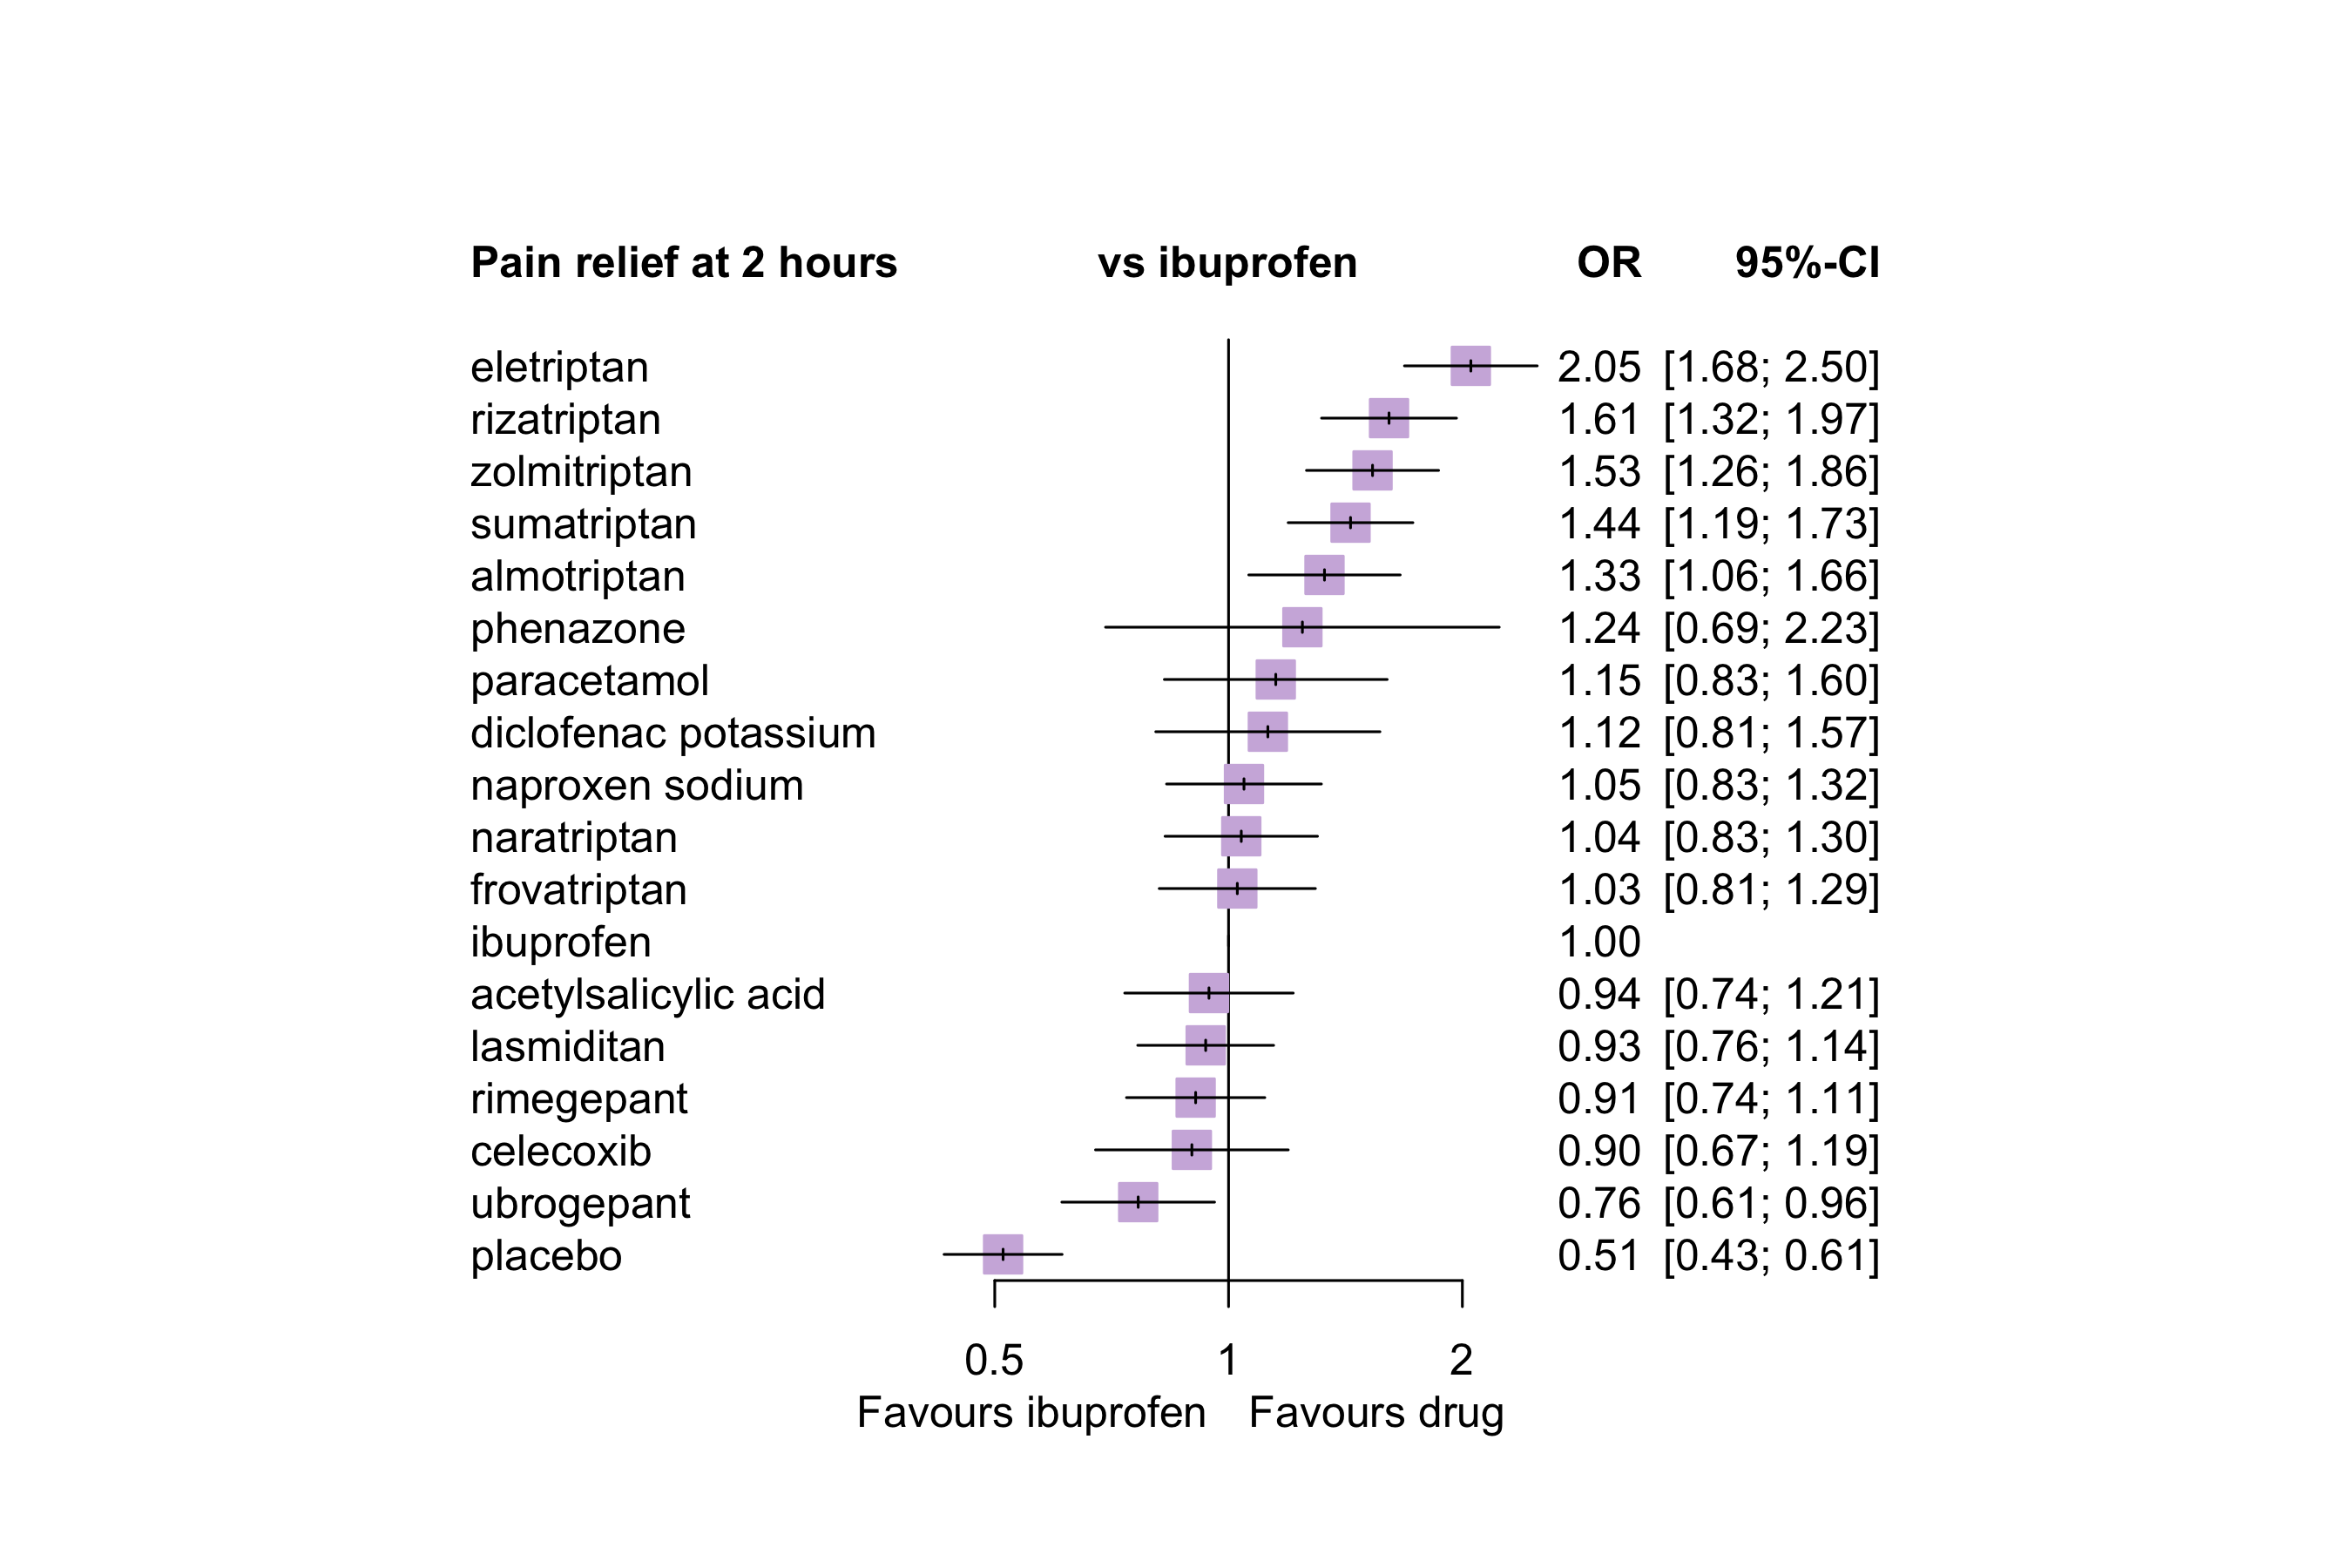 Pain relief at 2 hours vs ibuprofen OR 95%-CI
eletriptan 2.05 [1.68; 2.50]
rizatriptan 1.61 [1.32; 1.97]
zolmitriptan 1.53 [1.26; 1.86]
sumatriptan 1.44 [1.19; 1.73]
almotriptan 1.33 [1.06; 1.66]
phenazone 1.24 [0.69; 2.23]
paracetamol 1.15 [0.83; 1.60]
diclofenac potassium 1.12 [0.81; 1.57]
naproxen sodium 1.05 [0.83; 1.32]
naratriptan 1.04 [0.83; 1.30]
frovatriptan 1.03 [0.81; 1.29]
ibuprofen 1.00
acetylsalicylic acid 0.94 [0.74; 1.21]
lasmiditan 0.93 [0.76; 1.14]
rimegepant 0.91 [0.74; 1.11]
celecoxib 0.90 [0.67; 1.19]
ubrogepant 0.76 [0.61; 0.96]
placebo 0.51 [0.43; 0.61]
0.5 1 2
Favours ibuprofen Favours drug